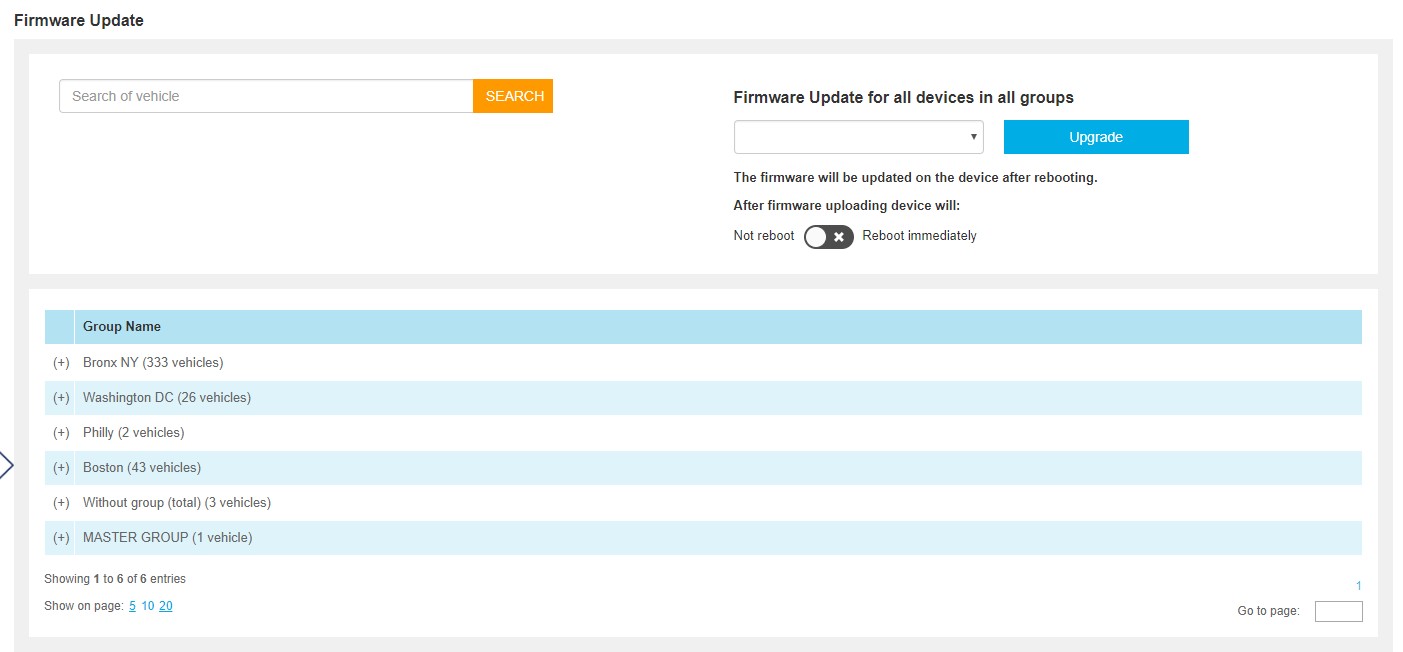 Firmware Update
Search of vehicle
SEARCH
Firmware Update for all devices in all groups
Upgrade
The firmware will be updated on the device after rebooting.
After firmware uploading device will:
Not reboot
Reboot immediately
Group Name
(+) Bronx NY (333 vehicles)
(+) Washington DC (26 vehicles)
(+) Philly (2 vehicles)
(+) Boston (43 vehicles)
(+) Without group (total) (3 vehicles)
(+) MASTER GROUP (1 vehicle)
Showing 1 to 6 of 6 entries
1
Show on page: 5 10 20
Go to page: